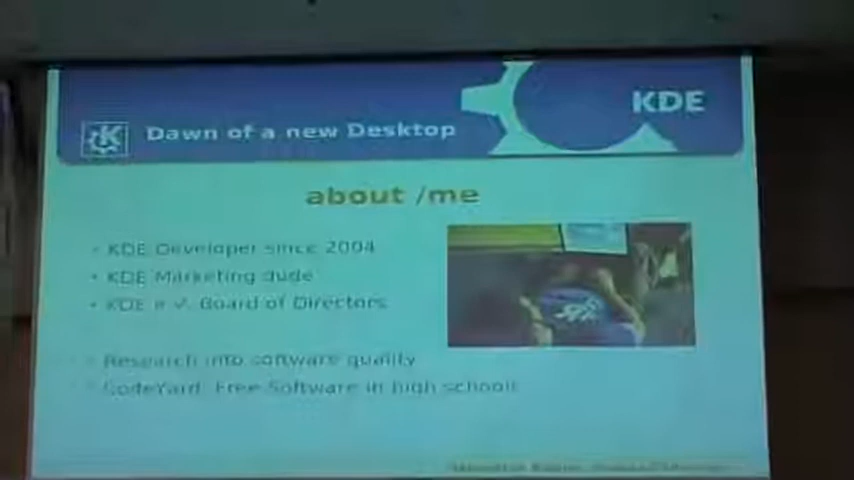 KDE
Dawn of a new Desktop
about /me
• KDE Developer since 2004
• KDE Marketing dude
• KDE e.V. Board of Directors
• Research into software quality
• CodeYard: Free Software in high schools